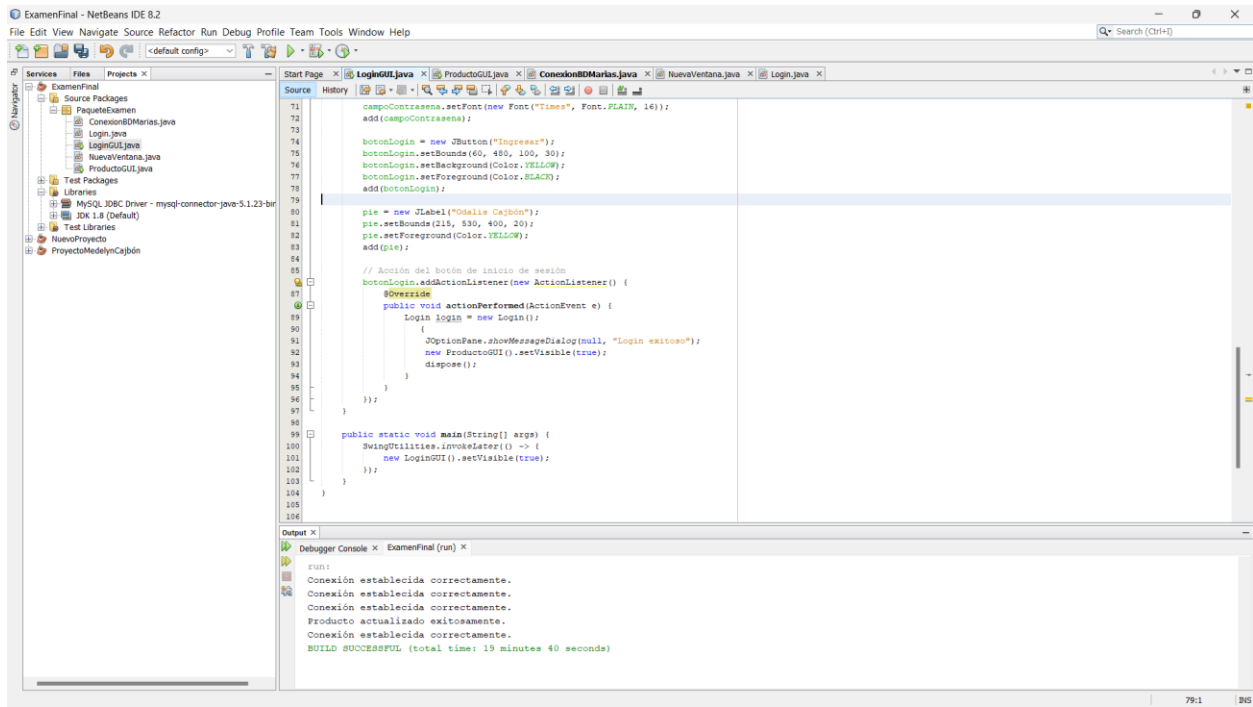 ExamenFinal - NetBeans IDE 8.2
File Edit View Navigate Source Refactor Run Debug Profile Team Tools Window Help
Search (Ctrl+I)
<default config>
Services Files Projects
Navigator
ExamenFinal
Source Packages
PaqueteExamen
ConexionBDMarias.java
Login.java
LoginGUI.java
NuevaVentana.java
ProductoGUI.java
Test Packages
Libraries
MySQL JDBC Driver - mysql-connector-java-5.1.23-bin
JDK 1.8 (Default)
Test Libraries
NuevoProyecto
ProyectoMedelynCajbón
Start Page LoginGUI.java ProductoGUI.java ConexionBDMarias.java NuevaVentana.java Login.java
Source History
71 campoContrasena.setFont(new Font("Times", Font.PLAIN, 16));
72 add(campoContrasena);
73
74 botonLogin = new JButton("Ingresar");
75 botonLogin.setBounds(60, 480, 100, 30);
76 botonLogin.setBackground(Color.YELLOW);
77 botonLogin.setForeground(Color.BLACK);
78 add(botonLogin);
79
80 pie = new JLabel("Odalis Cajbón");
81 pie.setBounds(215, 530, 400, 20);
82 pie.setForeground(Color.YELLOW);
83 add(pie);
84
85 // Acción del botón de inicio de sesión
botonLogin.addActionListener(new ActionListener() {
87 @Override
public void actionPerformed(ActionEvent e) {
89 Login login = new Login();
90 {
91 JOptionPane.showMessageDialog(null, "Login exitoso");
92 new ProductoGUI().setVisible(true);
93 dispose();
94 }
95 }
96 });
97 }
98
99 public static void main(String[] args) {
100 SwingUtilities.invokeLater(() -> {
101 new LoginGUI().setVisible(true);
102 });
103 }
104 }
105
106
Output
Debugger Console ExamenFinal (run)
run:
Conexión establecida correctamente.
Conexión establecida correctamente.
Conexión establecida correctamente.
Producto actualizado exitosamente.
Conexión establecida correctamente.
BUILD SUCCESSFUL (total time: 19 minutes 40 seconds)
79:1 INS